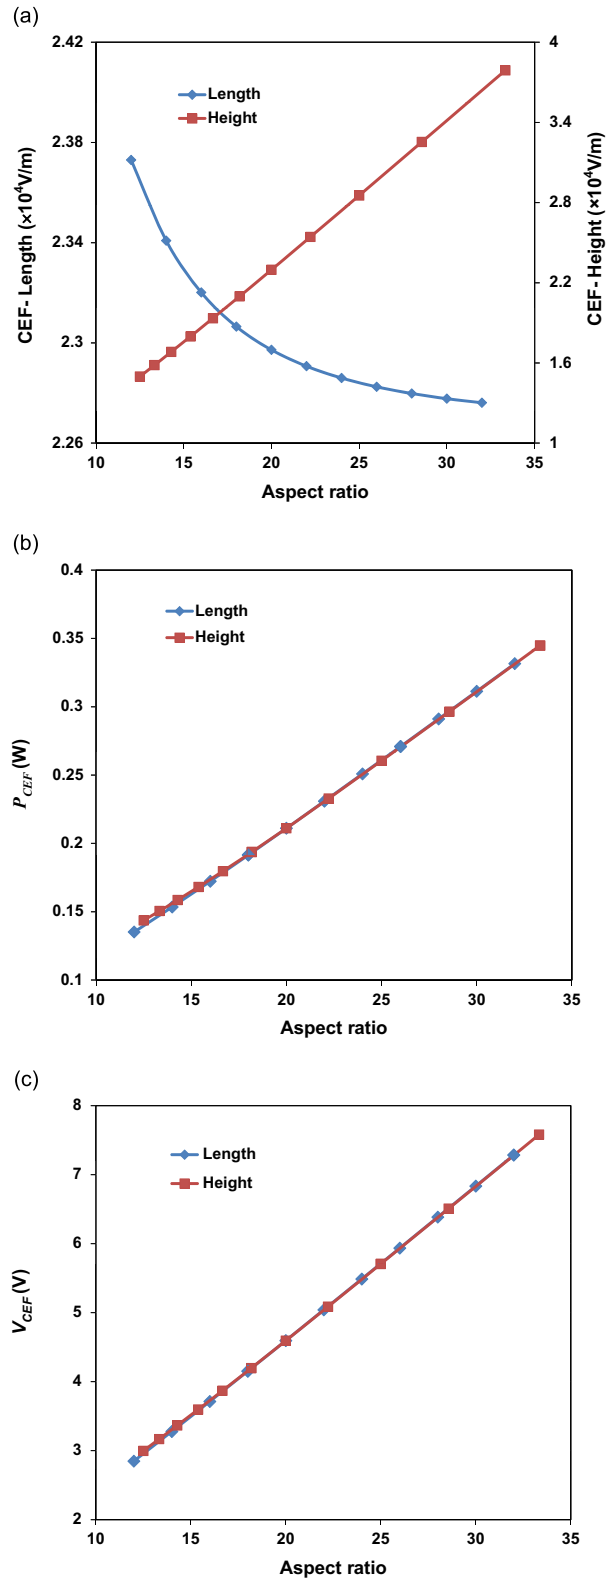 (a)
2.42
2.38
2.34
2.3
2.26
CEF- Length (×10⁴V/m)
Length
Height
4
3.4
2.8
2.2
1.6
1
CEF- Height (×10⁴V/m)
10 15 20 25 30 35
Aspect ratio
(b)
0.4
0.35
0.3
0.25
0.2
0.15
0.1
P_CEF (W)
Length
Height
10 15 20 25 30 35
Aspect ratio
(c)
8
7
6
5
4
3
2
V_CEF (V)
Length
Height
10 15 20 25 30 35
Aspect ratio